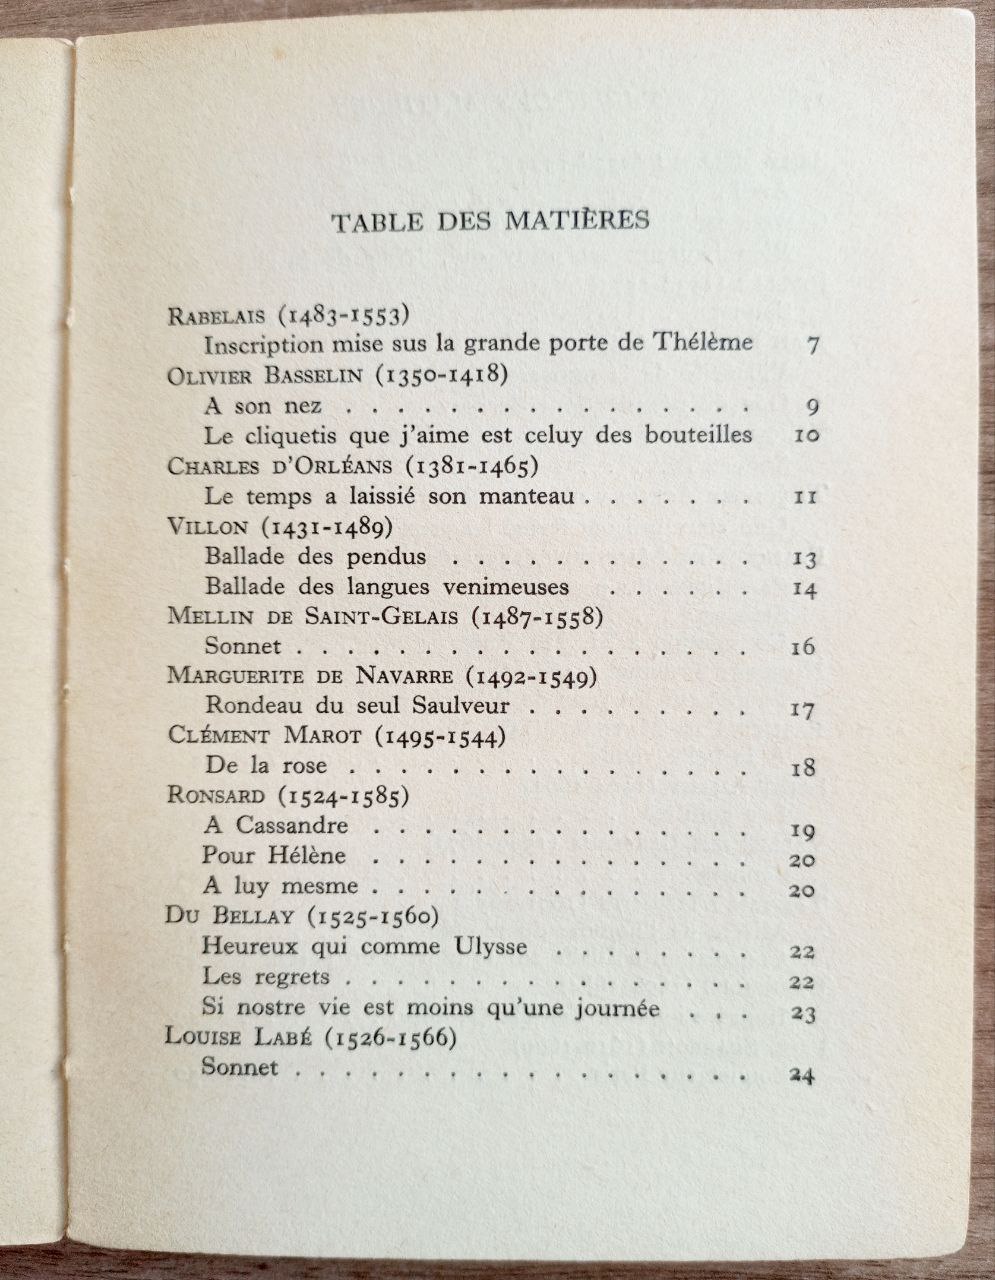 TABLE DES MATIÈRES
RABELAIS (1483-1553)
Inscription mise sus la grande porte de Thélème 7
OLIVIER BASSELIN (1350-1418)
A son nez . . . . . . . . . . . . . . . . 9
Le cliquetis que j'aime est celuy des bouteilles 10
CHARLES D'ORLÉANS (1381-1465)
Le temps a laissié son manteau . . . . . . . 11
VILLON (1431-1489)
Ballade des pendus . . . . . . . . . . . . 13
Ballade des langues venimeuses . . . . . . 14
MELLIN DE SAINT-GELAIS (1487-1558)
Sonnet . . . . . . . . . . . . . . . . . . 16
MARGUERITE DE NAVARRE (1492-1549)
Rondeau du seul Saulveur . . . . . . . . . 17
CLÉMENT MAROT (1495-1544)
De la rose . . . . . . . . . . . . . . . . 18
RONSARD (1524-1585)
A Cassandre . . . . . . . . . . . . . . . 19
Pour Hélène . . . . . . . . . . . . . . . 20
A luy mesme . . . . . . . . . . . . . . . 20
DU BELLAY (1525-1560)
Heureux qui comme Ulysse . . . . . . . . 22
Les regrets . . . . . . . . . . . . . . . . 22
Si nostre vie est moins qu'une journée . . . 23
LOUISE LABÉ (1526-1566)
Sonnet . . . . . . . . . . . . . . . . . . 24